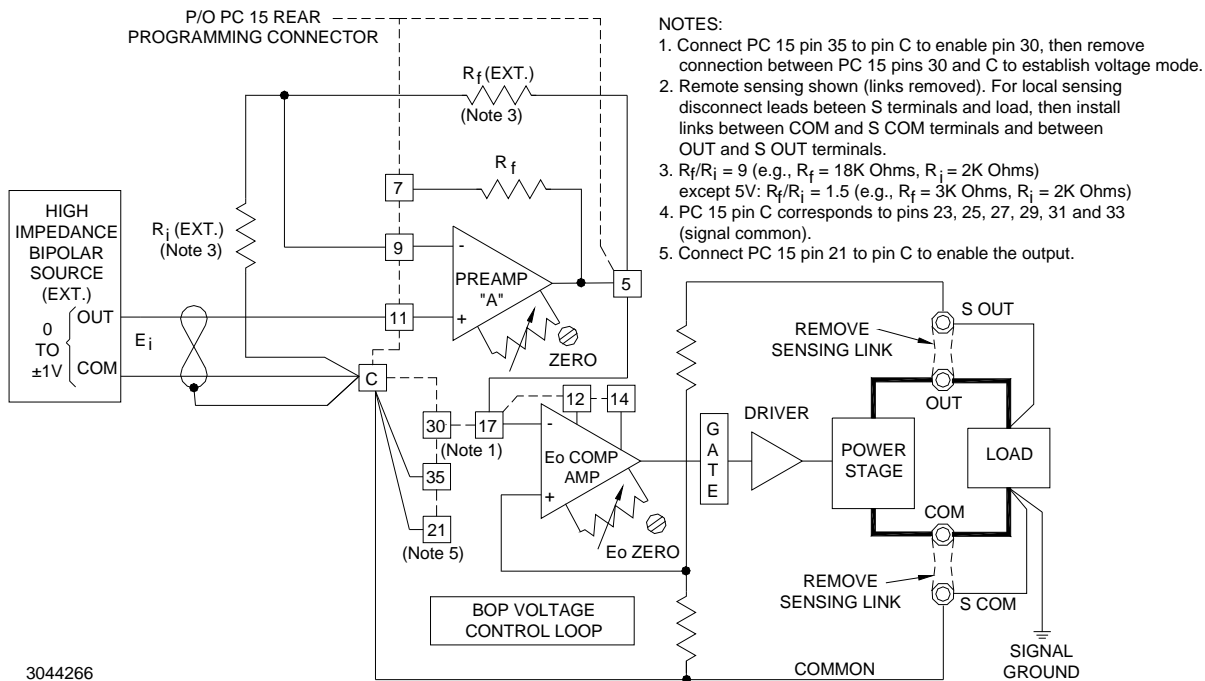 P/O PC 15 REAR
PROGRAMMING CONNECTOR
NOTES:
1. Connect PC 15 pin 35 to pin C to enable pin 30, then remove
connection between PC 15 pins 30 and C to establish voltage mode.
2. Remote sensing shown (links removed). For local sensing
disconnect leads beteen S terminals and load, then install
links between COM and S COM terminals and between
OUT and S OUT terminals.
3. Rf/Ri = 9 (e.g., Rf = 18K Ohms, Ri = 2K Ohms)
except 5V: Rf/Ri = 1.5 (e.g., Rf = 3K Ohms, Ri = 2K Ohms)
4. PC 15 pin C corresponds to pins 23, 25, 27, 29, 31 and 33
(signal common).
5. Connect PC 15 pin 21 to pin C to enable the output.
Rf (EXT.)
(Note 3)
Rf
7
HIGH
IMPEDANCE
BIPOLAR
SOURCE
(EXT.)
OUT
0
TO
±1V
COM
Ei
Ri (EXT.)
(Note 3)
9
-
PREAMP
"A"
11
+
ZERO
5
C
30
17
(Note 1)
12
14
35
21
(Note 5)
-
Eo COMP
AMP
+
Eo ZERO
GATE
DRIVER
POWER
STAGE
LOAD
S OUT
REMOVE
SENSING LINK
OUT
COM
REMOVE
SENSING LINK
S COM
BOP VOLTAGE
CONTROL LOOP
COMMON
SIGNAL
GROUND
3044266